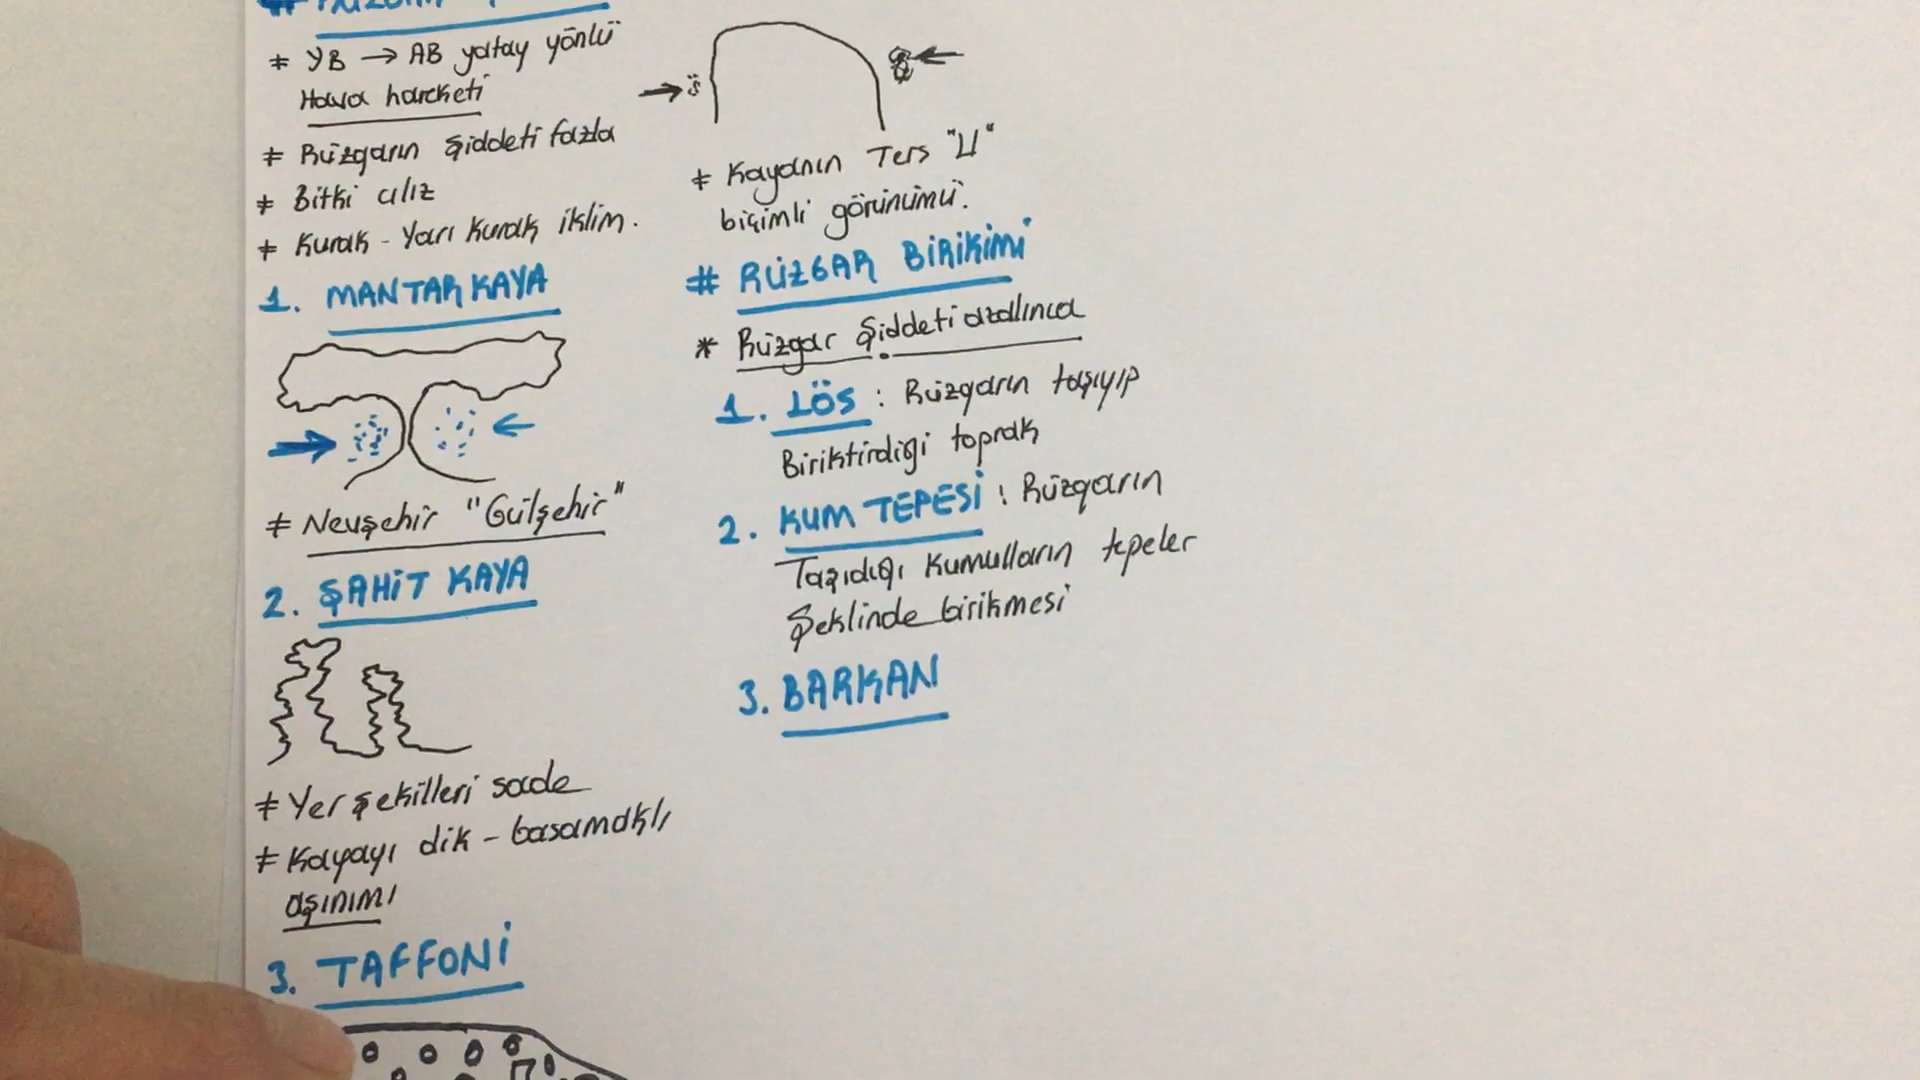 * YB → AB yatay yönlü
Hava hareketi
* Rüzgarın şiddeti fazla
* Bitki cılız
* Kurak - Yarı kurak iklim.
1. MANTAR KAYA
* Nevşehir "Gülşehir"
2. ŞAHİT KAYA
* Yer şekilleri sade
* Kayayı dik - basamaklı
aşınımı
3. TAFFONİ
* Kayanın Ters "U"
biçimli görünümü.
# RÜZGAR BİRİKİMİ
* Rüzgar şiddeti azalınca
1. LÖS : Rüzgarın taşıyıp
Biriktirdiği toprak
2. KUM TEPESİ : Rüzgarın
Taşıdığı kumulların tepeler
Şeklinde birikmesi
3. BARKAN